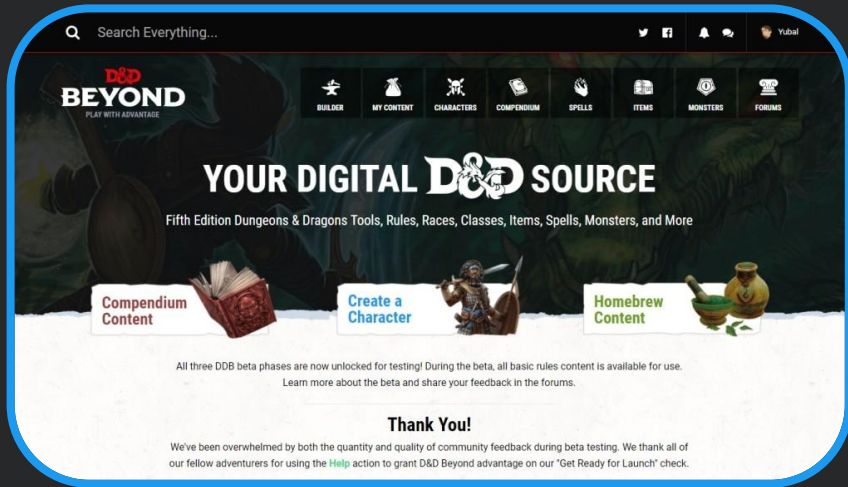 Search Everything...
Yubal
D&D
BEYOND
PLAY WITH ADVANTAGE
BUILDER
MY CONTENT
CHARACTERS
COMPENDIUM
SPELLS
ITEMS
MONSTERS
FORUMS
YOUR DIGITAL D&D SOURCE
Fifth Edition Dungeons & Dragons Tools, Rules, Races, Classes, Items, Spells, Monsters, and More
Compendium
Content
Create a
Character
Homebrew
Content
All three DDB beta phases are now unlocked for testing! During the beta, all basic rules content is available for use.
Learn more about the beta and share your feedback in the forums.
Thank You!
We've been overwhelmed by both the quantity and quality of community feedback during beta testing. We thank all of
our fellow adventurers for using the Help action to grant D&D Beyond advantage on our "Get Ready for Launch" check.